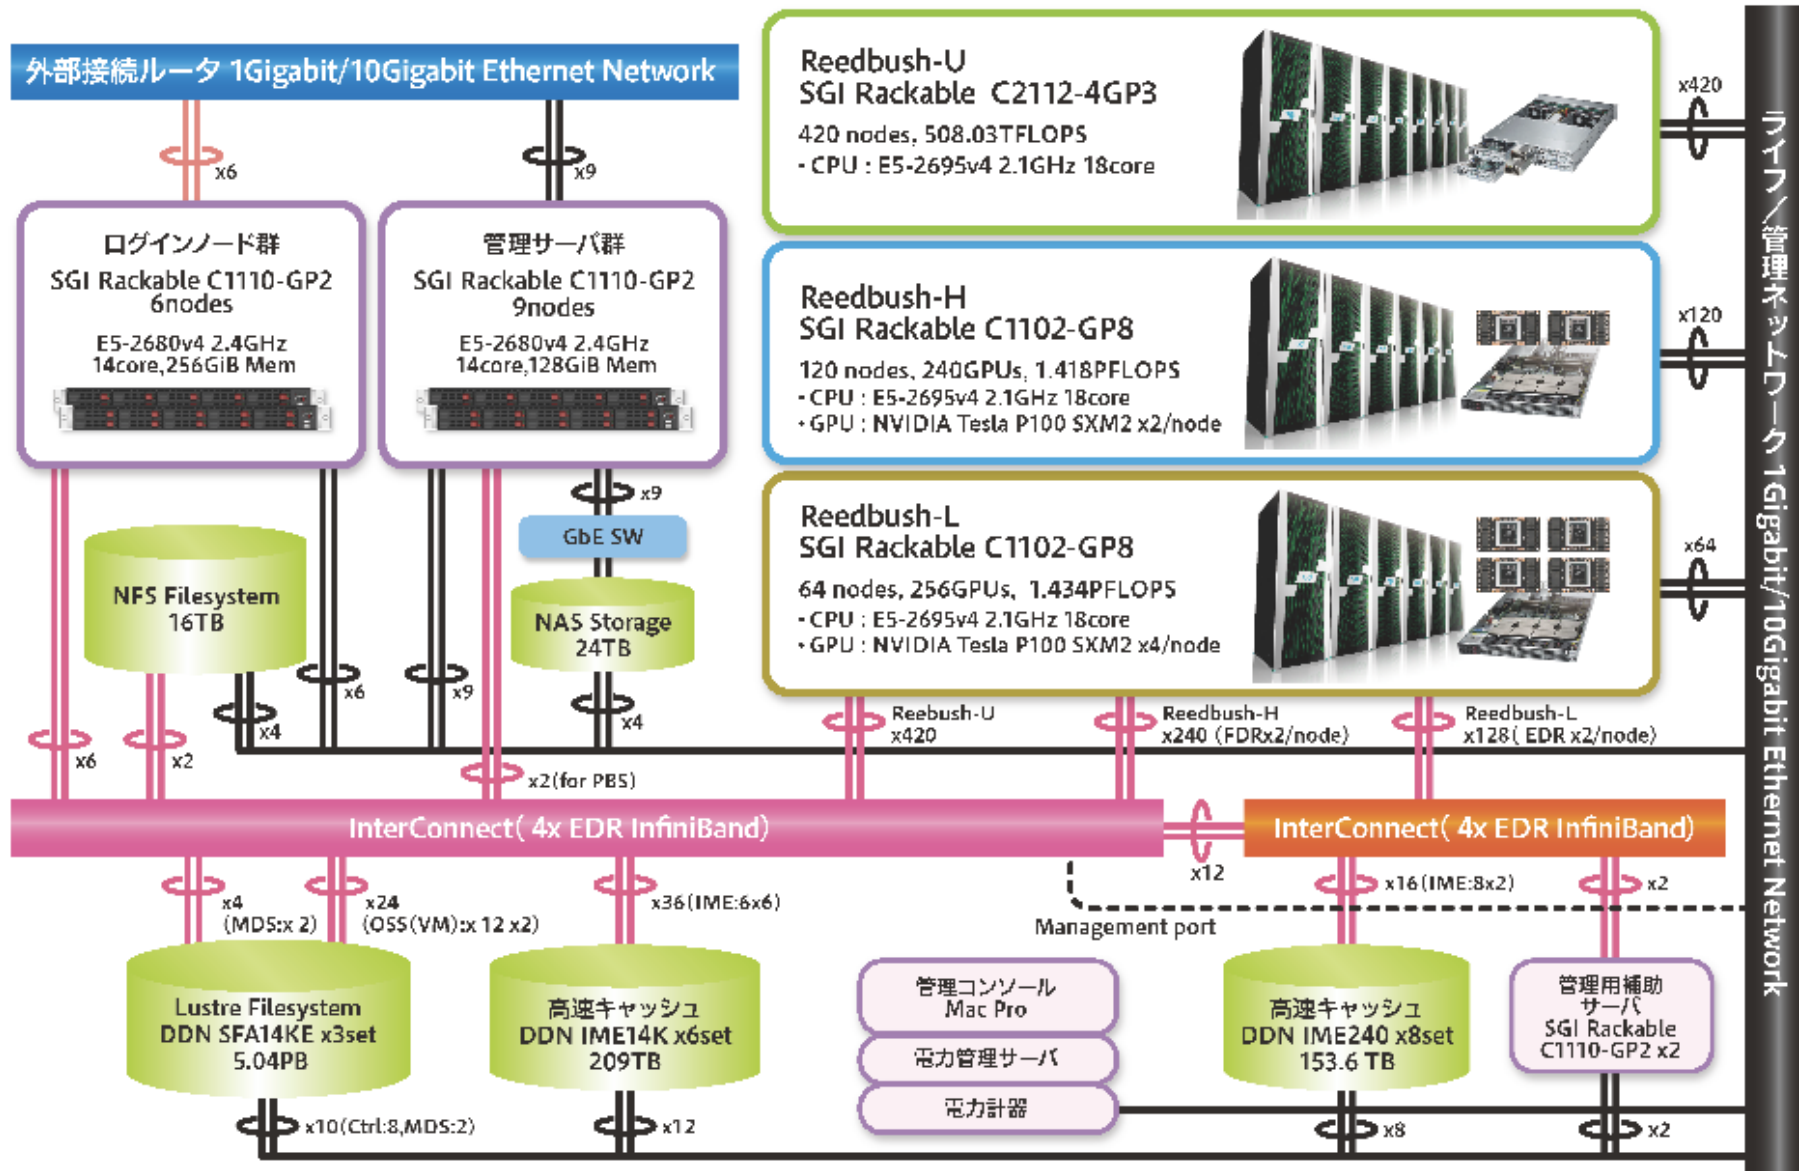 外部接続ルータ 1Gigabit/10Gigabit Ethernet Network
x6
x9
ログインノード群
SGI Rackable C1110-GP2
6nodes
E5-2680v4 2.4GHz
14core,256GiB Mem
管理サーバ群
SGI Rackable C1110-GP2
9nodes
E5-2680v4 2.4GHz
14core,128GiB Mem
Reedbush-U
SGI Rackable C2112-4GP3
420 nodes, 508.03TFLOPS
- CPU : E5-2695v4 2.1GHz 18core
x420
Reedbush-H
SGI Rackable C1102-GP8
120 nodes, 240GPUs, 1.418PFLOPS
- CPU : E5-2695v4 2.1GHz 18core
- GPU : NVIDIA Tesla P100 SXM2 x2/node
x120
Reedbush-L
SGI Rackable C1102-GP8
64 nodes, 256GPUs, 1.434PFLOPS
- CPU : E5-2695v4 2.1GHz 18core
- GPU : NVIDIA Tesla P100 SXM2 x4/node
x64
ログイン／管理ネットワーク 1Gigabit/10Gigabit Ethernet Network
x9
GbE SW
NAS Storage
24TB
x4
NFS Filesystem
16TB
x6
x9
x4
x6
x2
x2(for PBS)
Reebush-U
x420
Reedbush-H
x240 (FDRx2/node)
Reedbush-L
x128( EDR x2/node)
InterConnect( 4x EDR InfiniBand)
x12
InterConnect( 4x EDR InfiniBand)
x4
(MDS:x 2)
x24
(OSS(VM):x 12 x2)
x36(IME:6x6)
x16(IME:8x2)
x2
Management port
Lustre Filesystem
DDN SFA14KE x3set
5.04PB
高速キャッシュ
DDN IME14K x6set
209TB
管理コンソール
Mac Pro
電力管理サーバ
電力計器
高速キャッシュ
DDN IME240 x8set
153.6 TB
管理用補助
サーバ
SGI Rackable
C1110-GP2 x2
x10(Ctrl:8,MDS:2)
x12
x8
x2